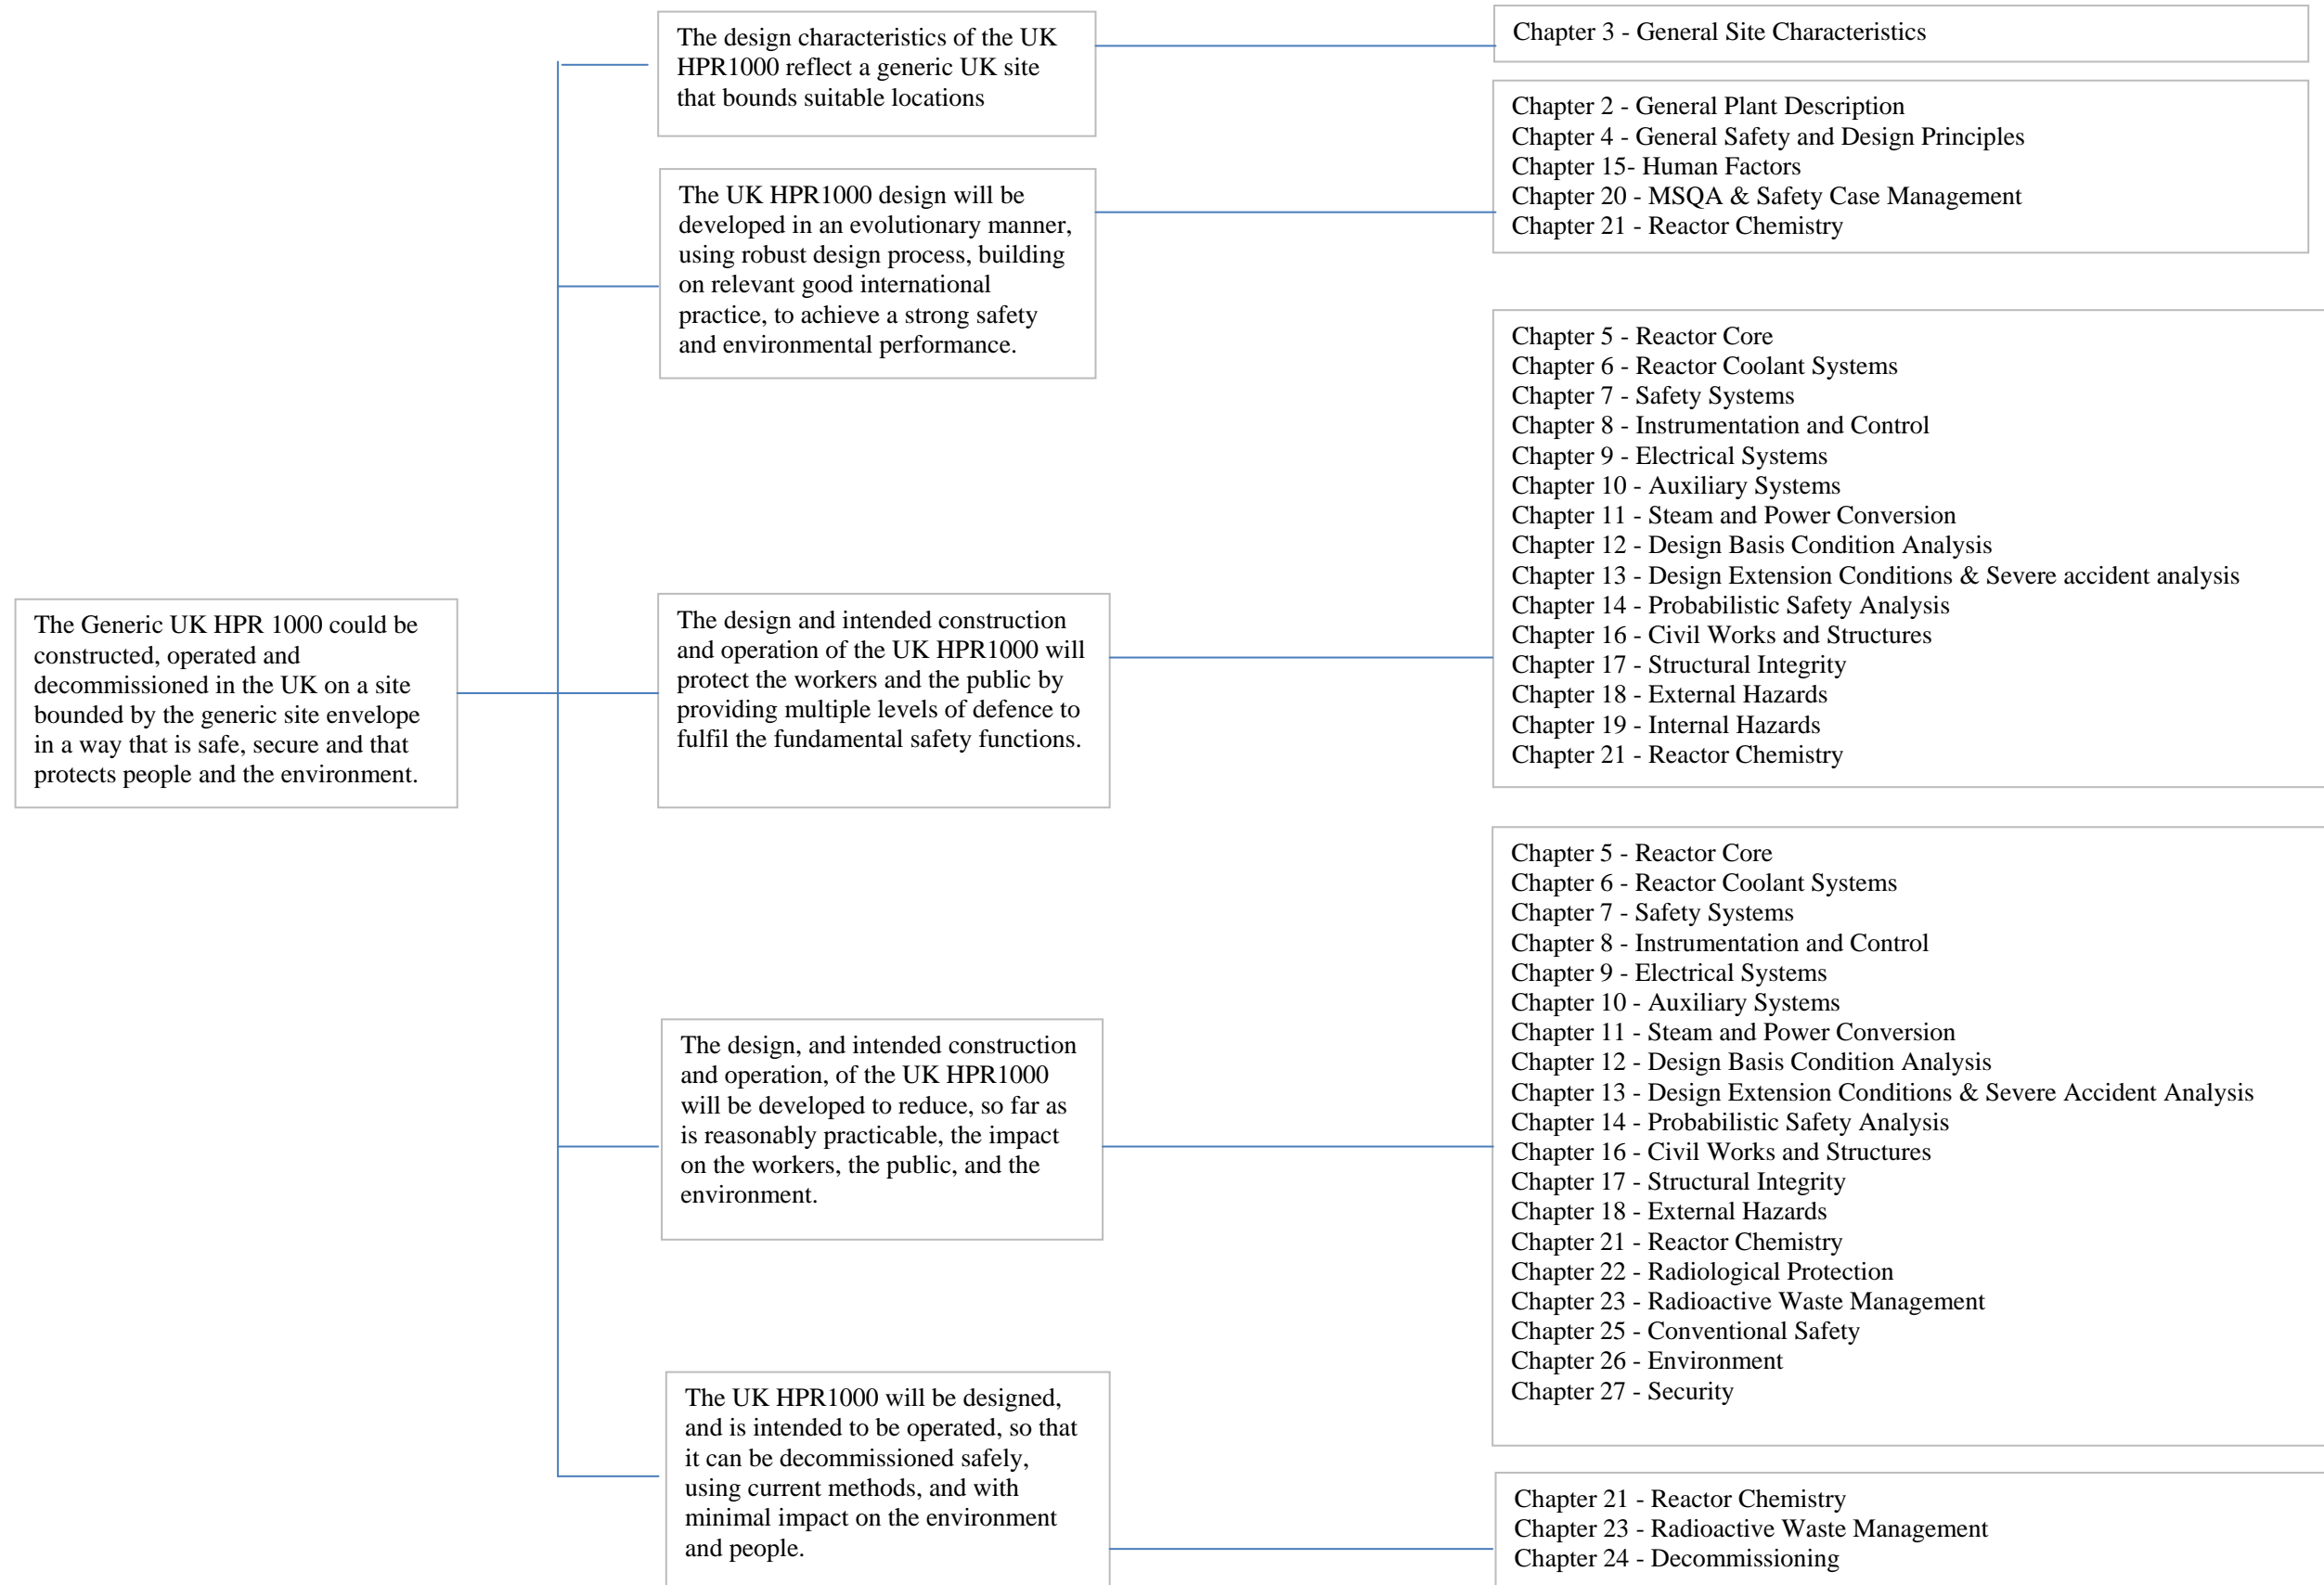 The Generic UK HPR 1000 could be
constructed, operated and
decommissioned in the UK on a site
bounded by the generic site envelope
in a way that is safe, secure and that
protects people and the environment.
The design characteristics of the UK
HPR1000 reflect a generic UK site
that bounds suitable locations
Chapter 3 - General Site Characteristics
The UK HPR1000 design will be
developed in an evolutionary manner,
using robust design process, building
on relevant good international
practice, to achieve a strong safety
and environmental performance.
Chapter 2 - General Plant Description
Chapter 4 - General Safety and Design Principles
Chapter 15- Human Factors
Chapter 20 - MSQA & Safety Case Management
Chapter 21 - Reactor Chemistry
The design and intended construction
and operation of the UK HPR1000 will
protect the workers and the public by
providing multiple levels of defence to
fulfil the fundamental safety functions.
Chapter 5 - Reactor Core
Chapter 6 - Reactor Coolant Systems
Chapter 7 - Safety Systems
Chapter 8 - Instrumentation and Control
Chapter 9 - Electrical Systems
Chapter 10 - Auxiliary Systems
Chapter 11 - Steam and Power Conversion
Chapter 12 - Design Basis Condition Analysis
Chapter 13 - Design Extension Conditions & Severe accident analysis
Chapter 14 - Probabilistic Safety Analysis
Chapter 16 - Civil Works and Structures
Chapter 17 - Structural Integrity
Chapter 18 - External Hazards
Chapter 19 - Internal Hazards
Chapter 21 - Reactor Chemistry
The design, and intended construction
and operation, of the UK HPR1000
will be developed to reduce, so far as
is reasonably practicable, the impact
on the workers, the public, and the
environment.
Chapter 5 - Reactor Core
Chapter 6 - Reactor Coolant Systems
Chapter 7 - Safety Systems
Chapter 8 - Instrumentation and Control
Chapter 9 - Electrical Systems
Chapter 10 - Auxiliary Systems
Chapter 11 - Steam and Power Conversion
Chapter 12 - Design Basis Condition Analysis
Chapter 13 - Design Extension Conditions & Severe Accident Analysis
Chapter 14 - Probabilistic Safety Analysis
Chapter 16 - Civil Works and Structures
Chapter 17 - Structural Integrity
Chapter 18 - External Hazards
Chapter 21 - Reactor Chemistry
Chapter 22 - Radiological Protection
Chapter 23 - Radioactive Waste Management
Chapter 25 - Conventional Safety
Chapter 26 - Environment
Chapter 27 - Security
The UK HPR1000 will be designed,
and is intended to be operated, so that
it can be decommissioned safely,
using current methods, and with
minimal impact on the environment
and people.
Chapter 21 - Reactor Chemistry
Chapter 23 - Radioactive Waste Management
Chapter 24 - Decommissioning